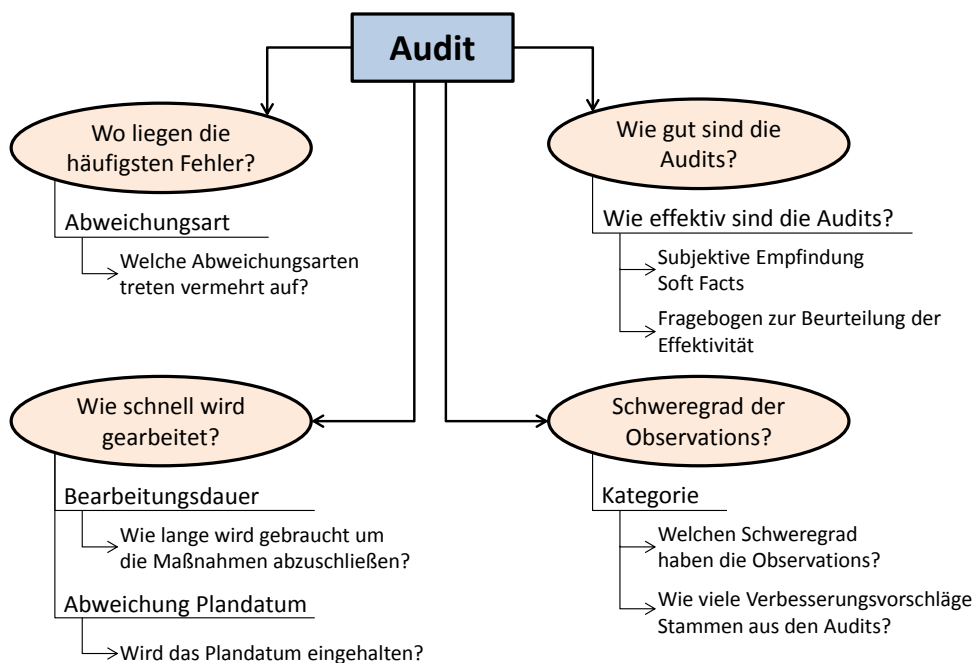 Audit
Wo liegen die
häufigsten Fehler?
Abweichungsart
Welche Abweichungsarten
treten vermehrt auf?
Wie gut sind die
Audits?
Wie effektiv sind die Audits?
Subjektive Empfindung
Soft Facts
Fragebogen zur Beurteilung der
Effektivität
Wie schnell wird
gearbeitet?
Bearbeitungsdauer
Wie lange wird gebraucht um
die Maßnahmen abzuschließen?
Abweichung Plandatum
Wird das Plandatum eingehalten?
Schweregrad der
Observations?
Kategorie
Welchen Schweregrad
haben die Observations?
Wie viele Verbesserungsvorschläge
Stammen aus den Audits?